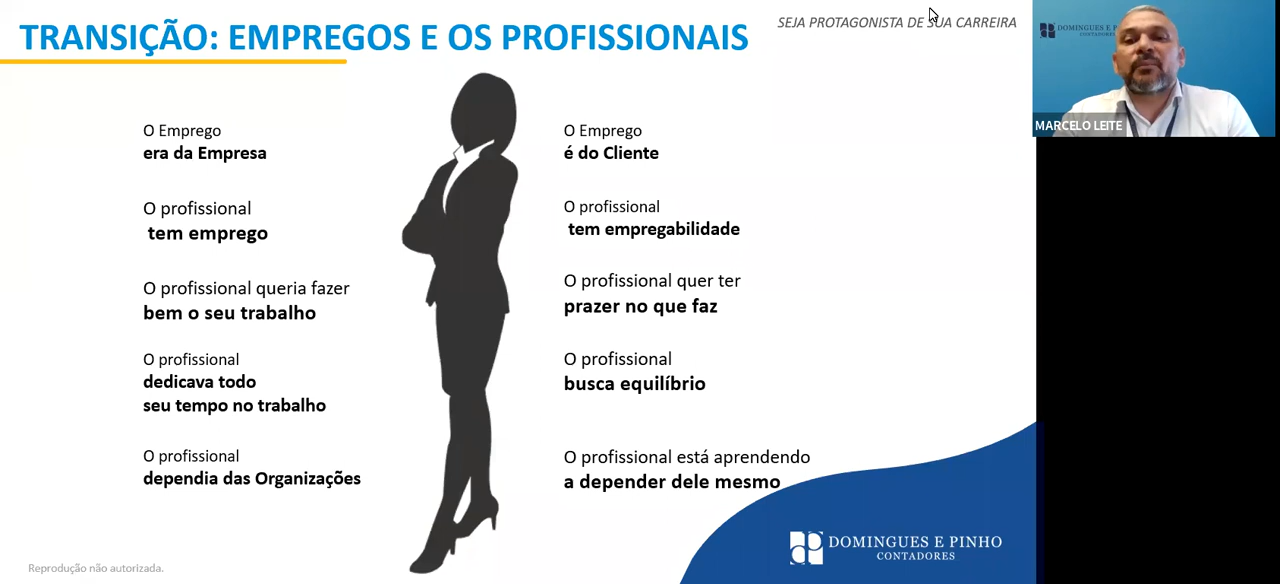 TRANSIÇÃO: EMPREGOS E OS PROFISSIONAIS
SEJA PROTAGONISTA DE SUA CARREIRA
O Emprego
era da Empresa
O profissional
tem emprego
O profissional queria fazer
bem o seu trabalho
O profissional
dedicava todo
seu tempo no trabalho
O profissional
dependia das Organizações
O Emprego
é do Cliente
O profissional
tem empregabilidade
O profissional quer ter
prazer no que faz
O profissional
busca equilíbrio
O profissional está aprendendo
a depender dele mesmo
DOMINGUES E PINHO
CONTADORES
Reprodução não autorizada.
DOMINGUES E P
CONTADORES
MARCELO LEITE